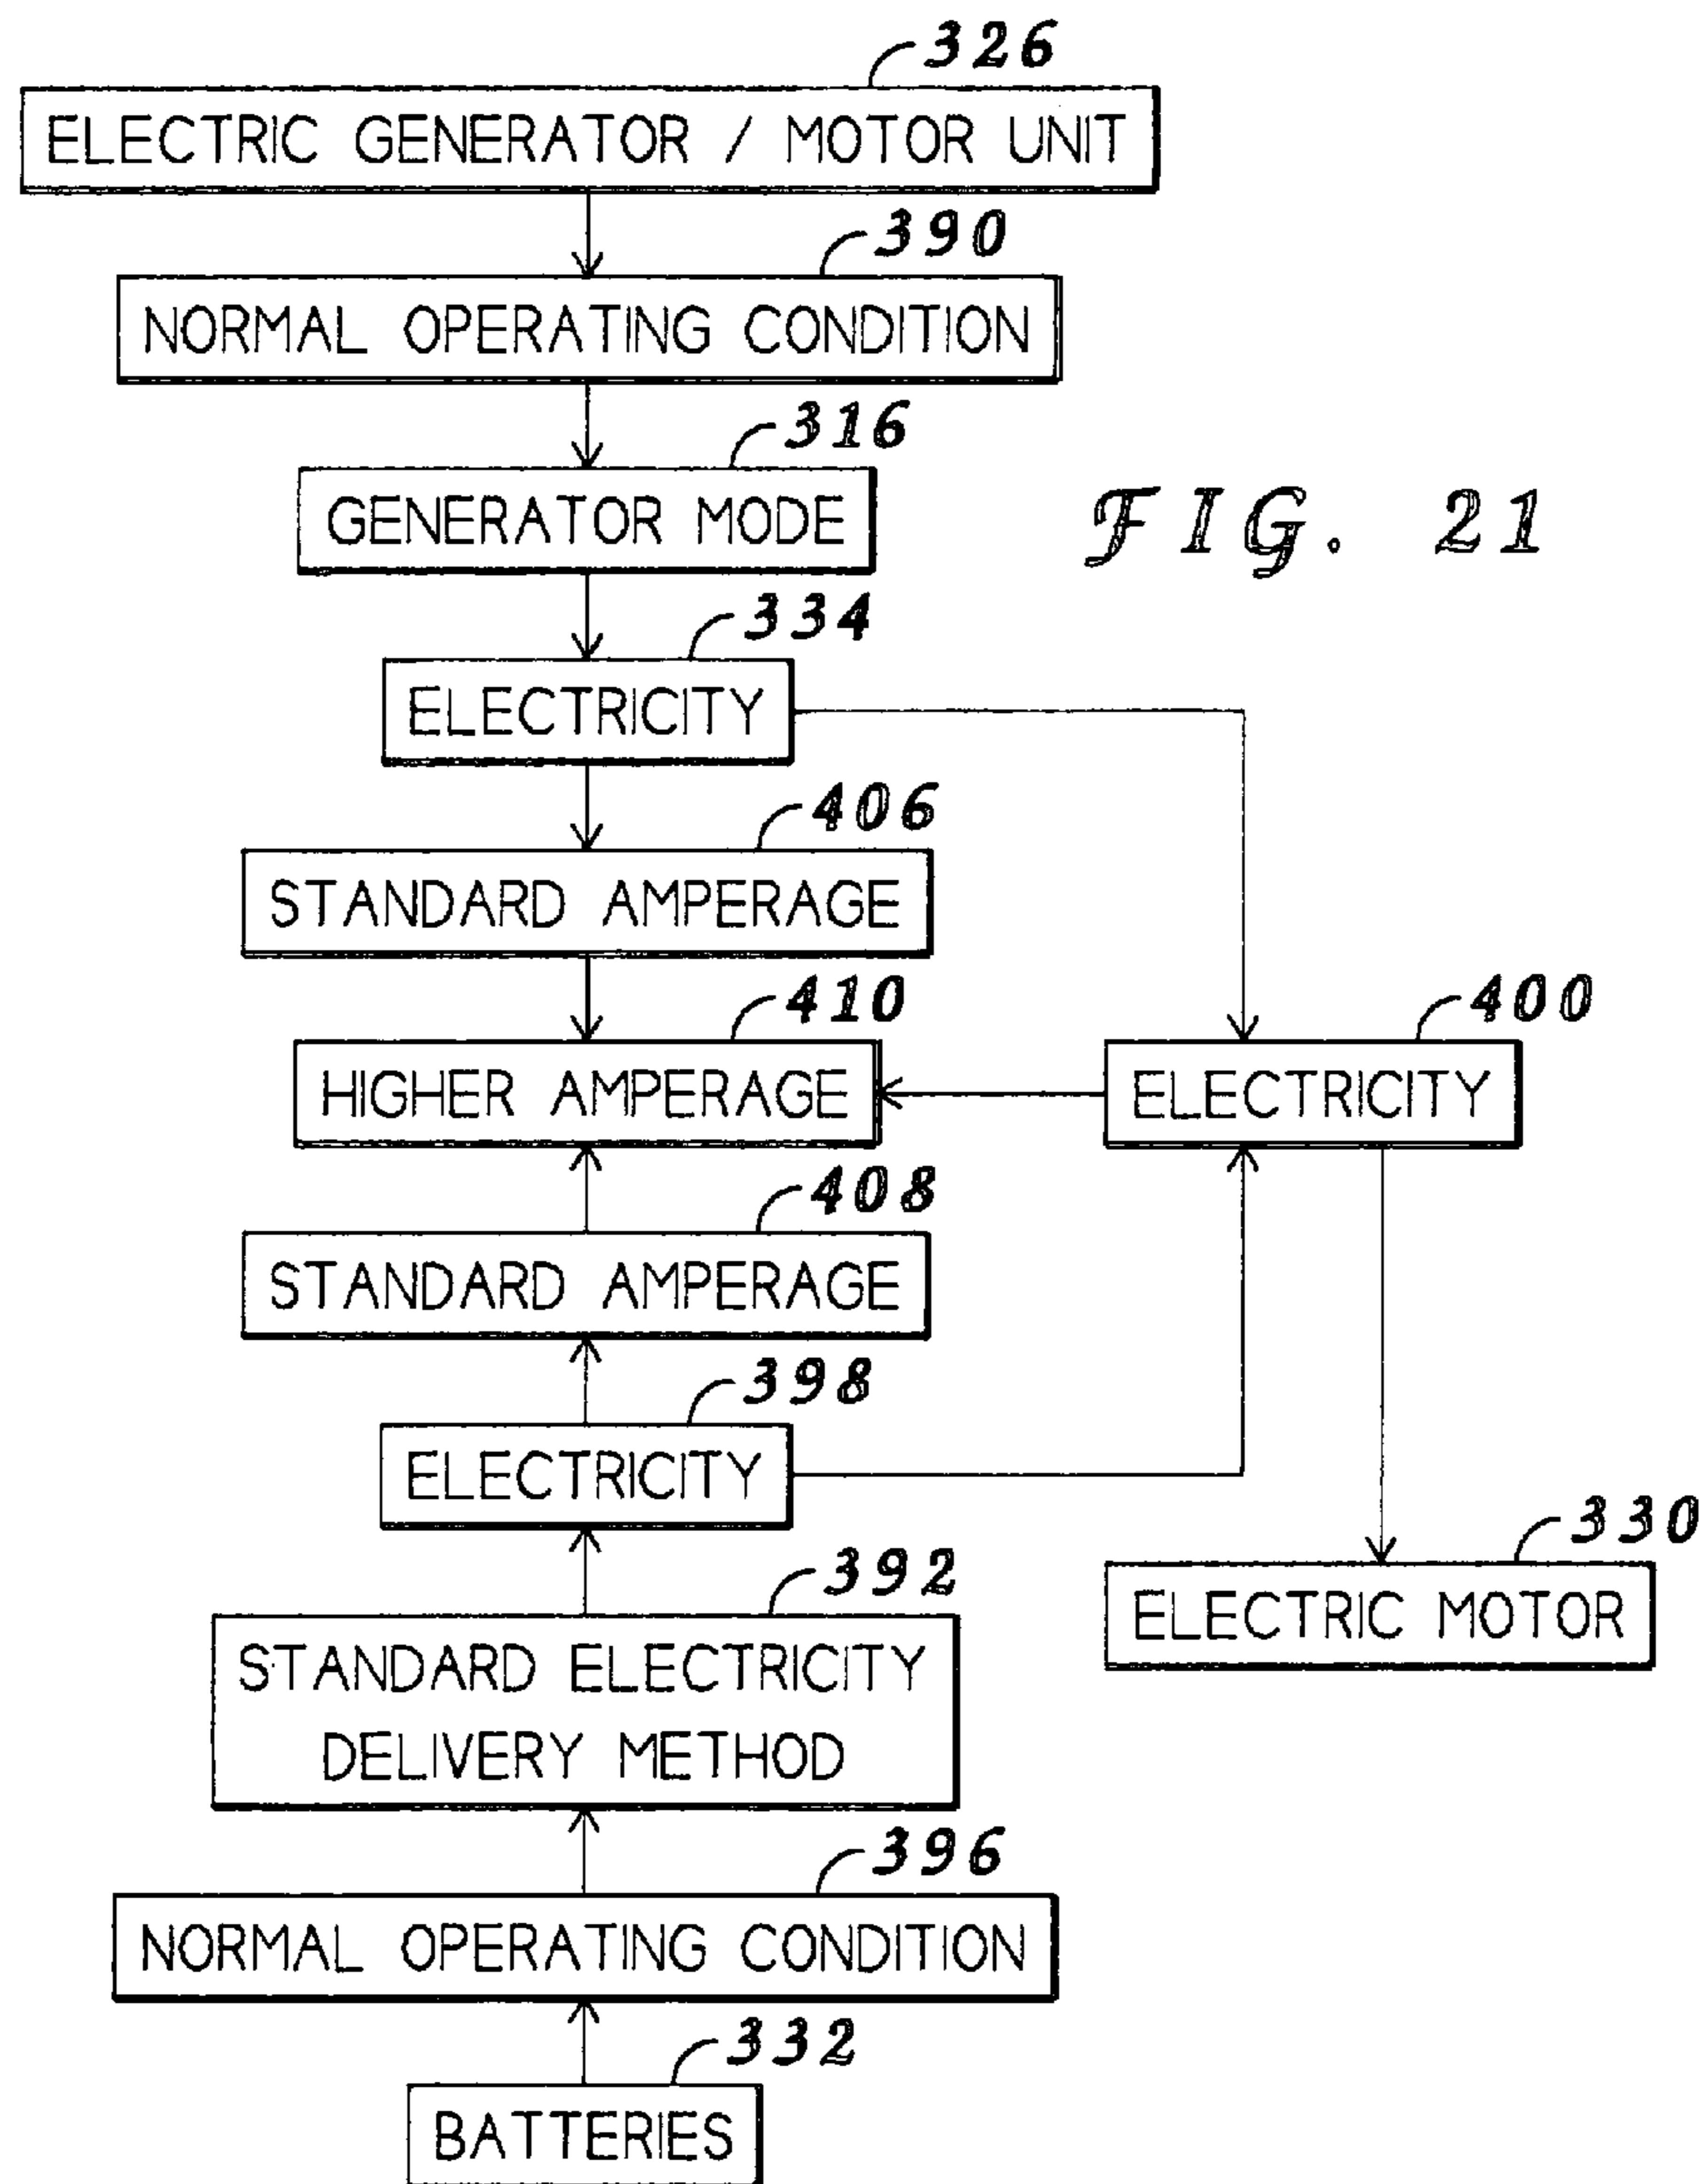 326
ELECTRIC GENERATOR / MOTOR UNIT
390
NORMAL OPERATING CONDITION
316
GENERATOR MODE
FIG. 21
334
ELECTRICITY
406
STANDARD AMPERAGE
410
HIGHER AMPERAGE
400
ELECTRICITY
408
STANDARD AMPERAGE
398
ELECTRICITY
330
ELECTRIC MOTOR
392
STANDARD ELECTRICITY
DELIVERY METHOD
396
NORMAL OPERATING CONDITION
332
BATTERIES